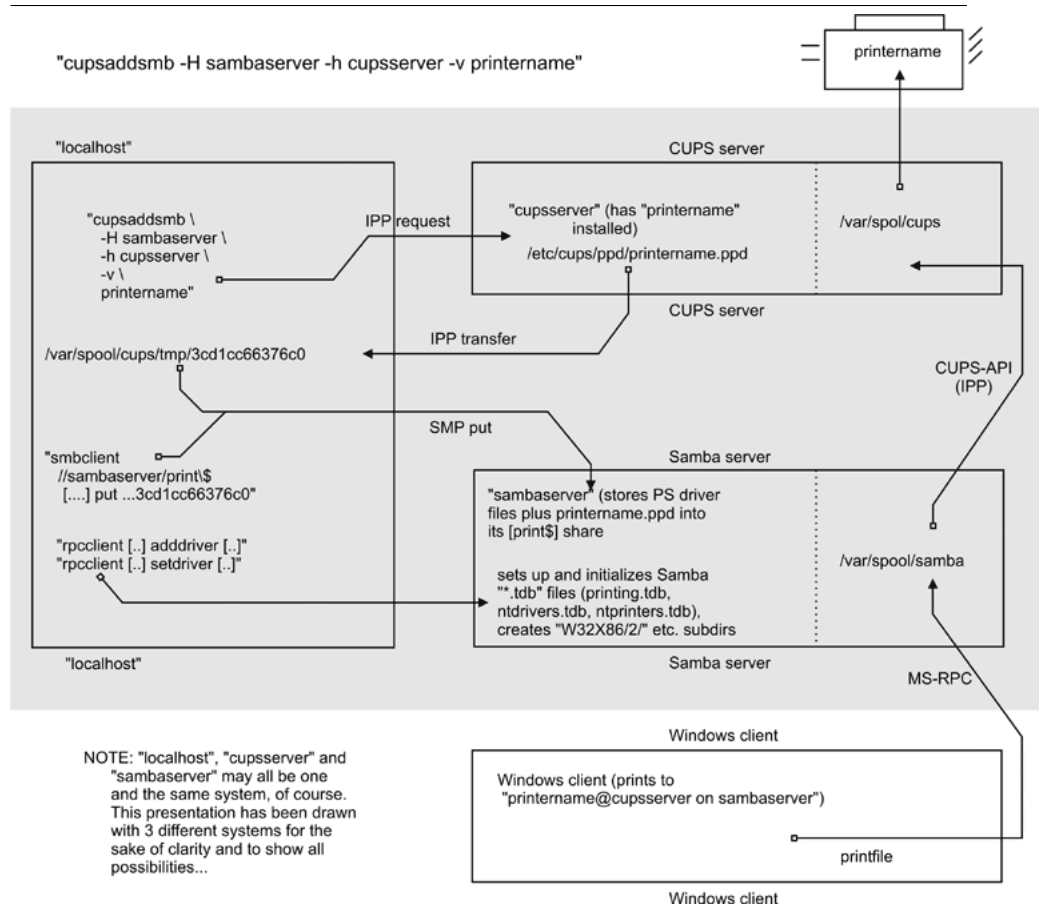 "cupsaddsmb -H sambaserver -h cupsserver -v printername"
printername
"localhost"
CUPS server
"cupsaddsmb \
-H sambaserver \
-h cupsserver \
-v \
printername"
IPP request
"cupsserver" (has "printername"
installed)
/etc/cups/ppd/printername.ppd
/var/spol/cups
CUPS server
IPP transfer
/var/spool/cups/tmp/3cd1cc66376c0
CUPS-API
(IPP)
SMP put
"smbclient
//sambaserver/print\$
[....] put ...3cd1cc66376c0"
Samba server
"sambaserver" (stores PS driver
files plus printername.ppd into
its [print$] share
"rpcclient [..] adddriver [..]"
"rpcclient [..] setdriver [..]"
/var/spool/samba
sets up and initializes Samba
"*.tdb" files (printing.tdb,
ntdrivers.tdb, ntprinters.tdb),
creates "W32X86/2/" etc. subdirs
"localhost"
Samba server
MS-RPC
NOTE: "localhost", "cupsserver" and
"sambaserver" may all be one
and the same system, of course.
This presentation has been drawn
with 3 different systems for the
sake of clarity and to show all
possibilities...
Windows client
Windows client (prints to
"printername@cupsserver on sambaserver")
printfile
Windows client